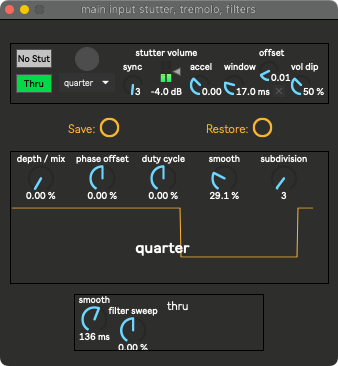 main input stutter, tremolo, filters
No Stut
stutter volume
offset
sync
accel
window
0.01
vol dip
Thru
quarter
3
-4.0 dB
0.00
17.0 ms
50 %
Save:
Restore:
depth / mix
phase offset
duty cycle
smooth
subdivision
0.00 %
0.00 %
0.00 %
29.1 %
3
quarter
smooth
filter sweep
thru
136 ms
0.00 %